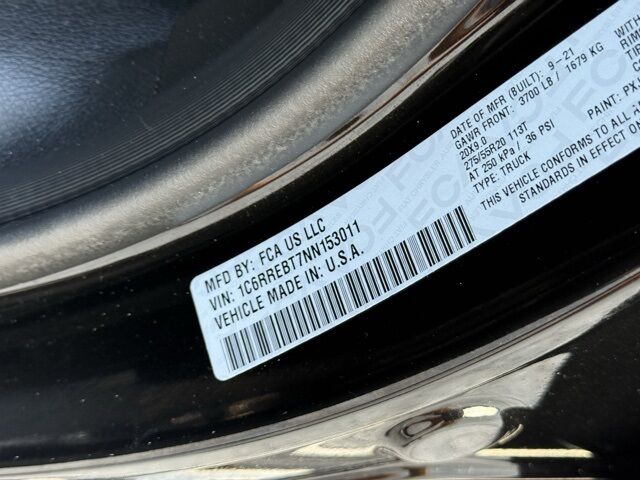 MFD BY: FCA US LLC
VIN: 1C6RREBT7NN153011
VEHICLE MADE IN: U.S.A.
DATE OF MFR (BUILT): 9-21
GAWR FRONT: 3700 LB / 1679 KG
20X9.0
275/55R20 113T
AT 250 kPa / 36 PSI
TYPE: TRUCK
THIS VEHICLE CONFORMS TO ALL
STANDARDS IN EFFECT
WITH
PAINT: PX